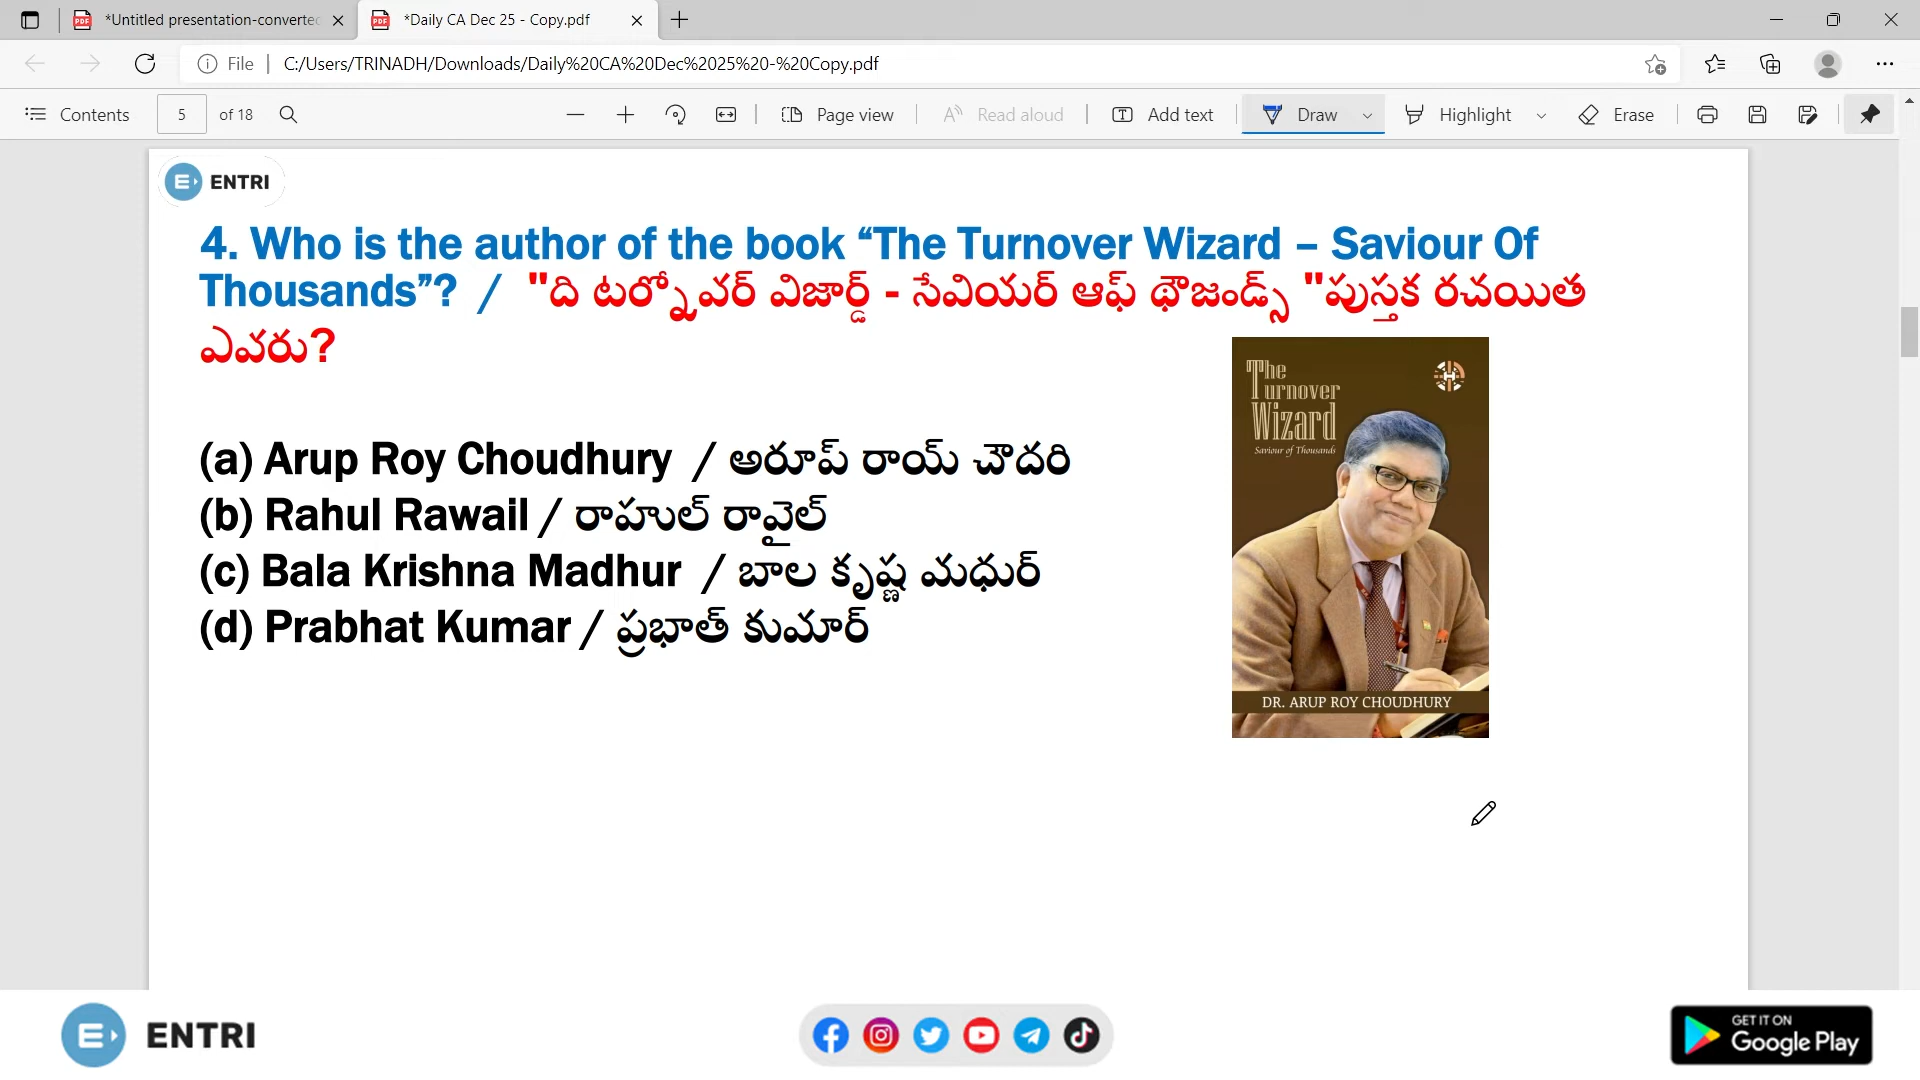 *Untitled presentation-converted
*Daily CA Dec 25 - Copy.pdf
File
C:/Users/TRINADH/Downloads/Daily%20CA%20Dec%2025%20-%20Copy.pdf
Contents
5 of 18
Page view
Read aloud
Add text
Draw
Highlight
Erase
ENTRI
4. Who is the author of the book “The Turnover Wizard – Saviour Of
Thousands”? / "ది టర్నోవర్ విజార్డ్ - సేవియర్ ఆఫ్ థౌజండ్స్ "పుస్తక రచయిత
ఎవరు?
(a) Arup Roy Choudhury / అరూప్ రాయ్ చౌదరి
(b) Rahul Rawail / రాహుల్ రావైల్
(c) Bala Krishna Madhur / బాల కృష్ణ మధుర్
(d) Prabhat Kumar / ప్రభాత్ కుమార్
The
Turnover
Wizard
Saviour of Thousands
DR. ARUP ROY CHOUDHURY
ENTRI
GET IT ON
Google Play